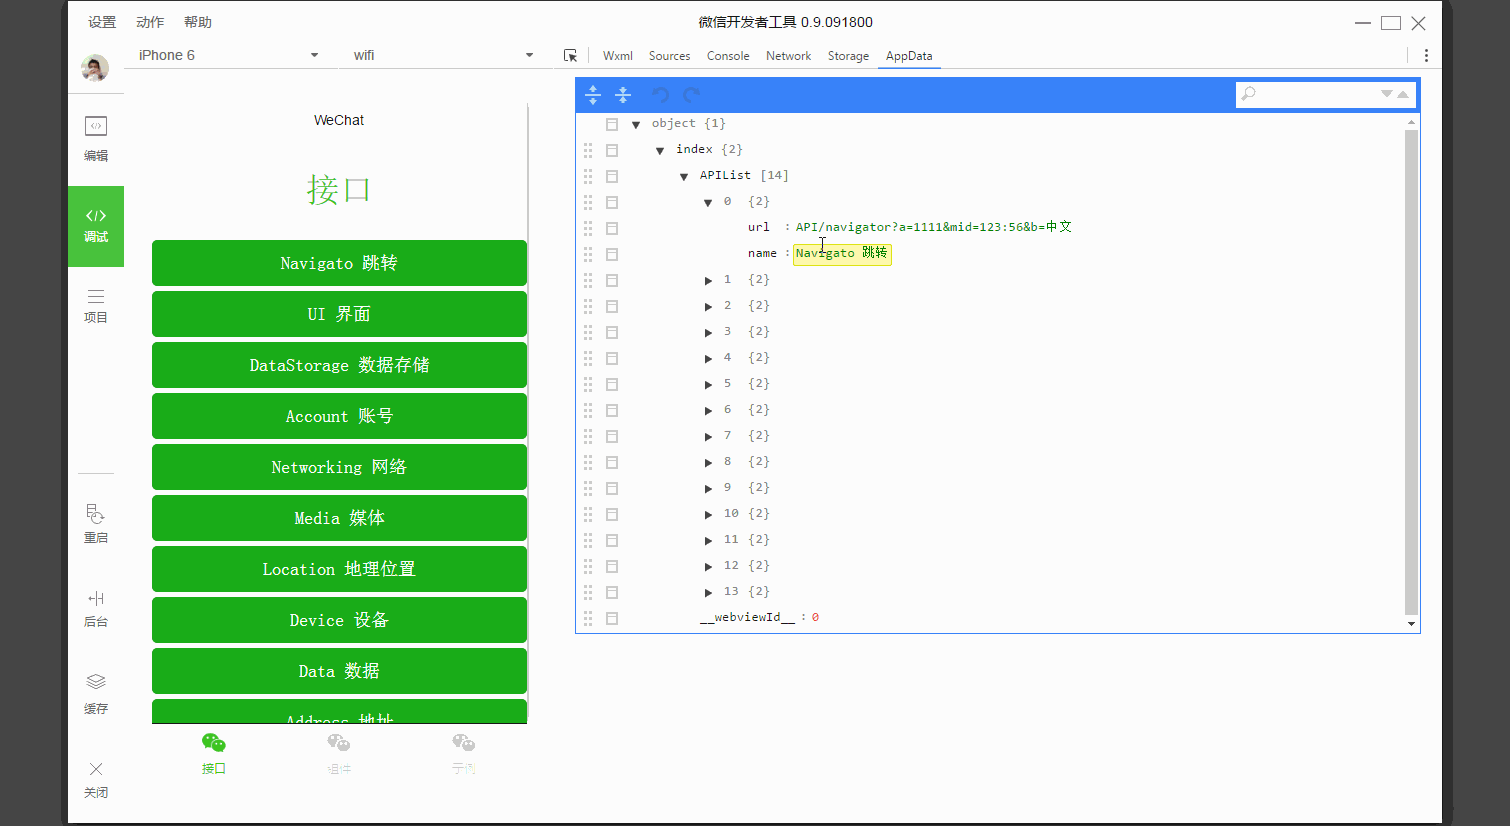 设置 动作 帮助
微信开发者工具 0.9.091800
iPhone 6
wifi
Wxml Sources Console Network Storage AppData
编辑
调试
项目
重启
后台
缓存
关闭
WeChat
接口
Navigato 跳转
UI 界面
DataStorage 数据存储
Account 账号
Networking 网络
Media 媒体
Location 地理位置
Device 设备
Data 数据
Address 地址
接口 组件 示例
object {1}
index {2}
APIList [14]
0 {2}
url : API/navigator?a=1111&mid=123:56&b=中文
name : Navigato 跳转
1 {2}
2 {2}
3 {2}
4 {2}
5 {2}
6 {2}
7 {2}
8 {2}
9 {2}
10 {2}
11 {2}
12 {2}
13 {2}
__webviewId__ : 0